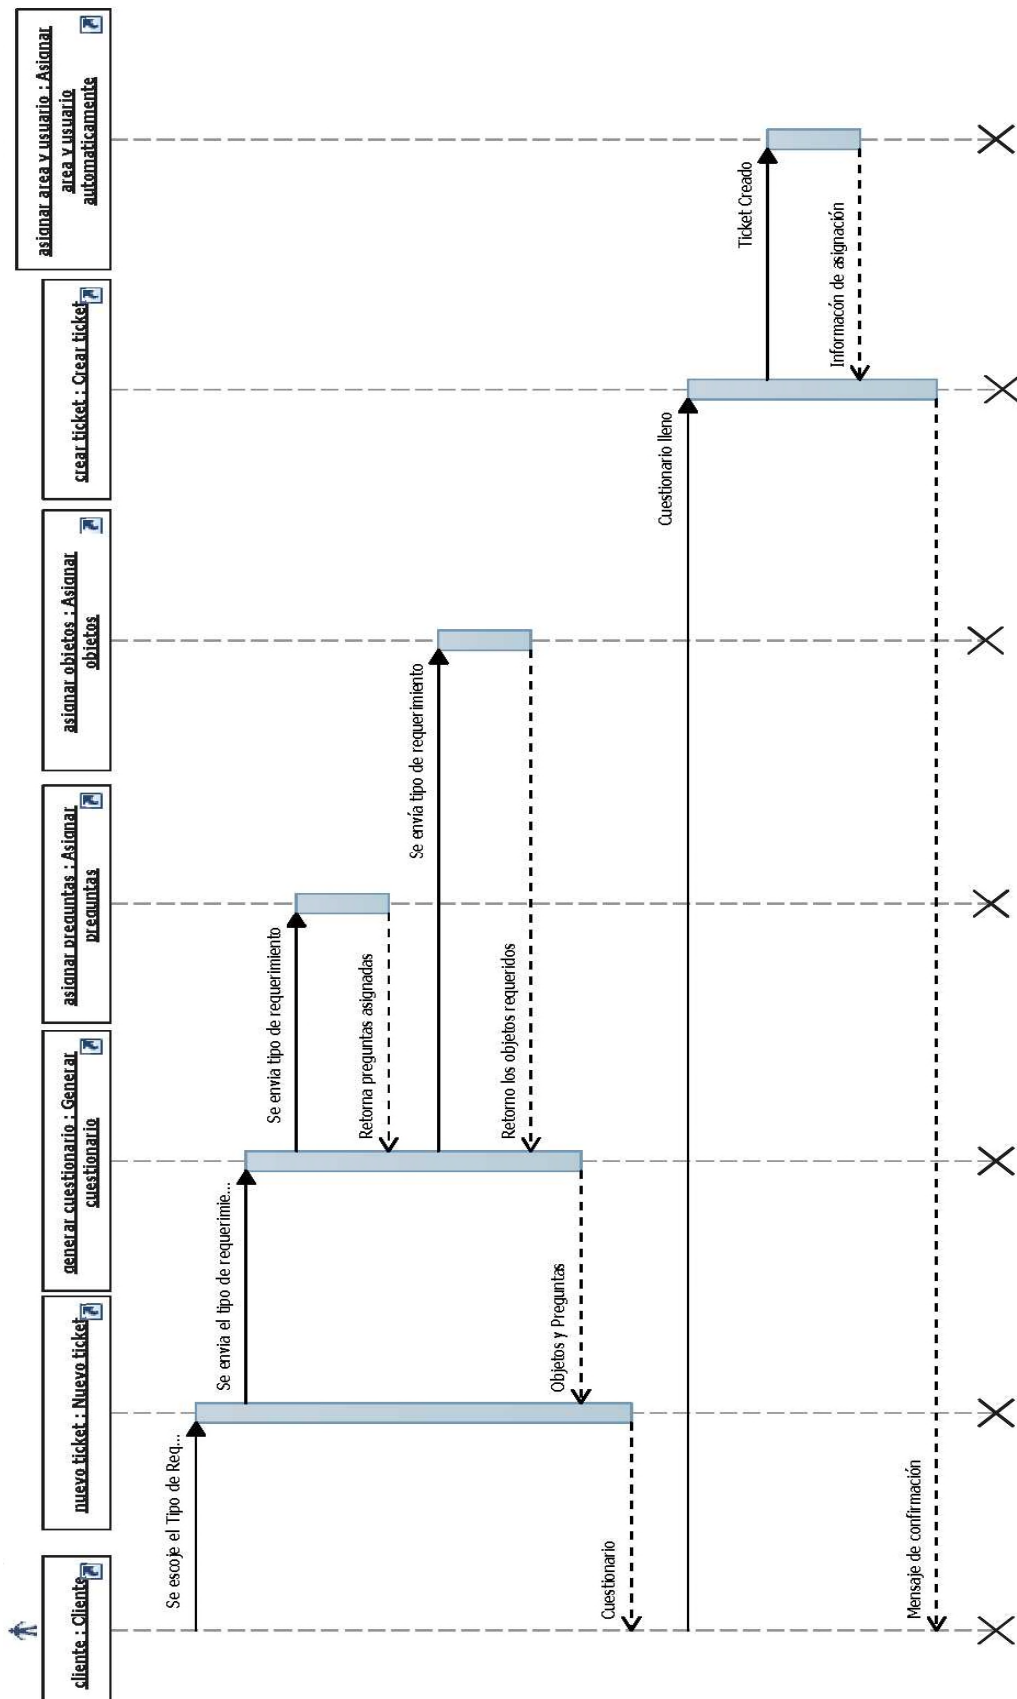 cliente : Cliente
nuevo ticket : Nuevo ticket
generar cuestionario : Generar
cuestionario
asignar preguntas : Asignar
preguntas
asignar objetos : Asignar
objetos
crear ticket : Crear ticket
asignar area y usuario : Asignar
area y usuario
automaticamente
Se escoje el Tipo de Req...
Se envia el tipo de requerimie...
Se envia tipo de requerimiento
Retorna preguntas asignadas
Se envía tipo de requerimiento
Retorno los objetos requeridos
Objetos y Preguntas
Cuestionario
Cuestionario lleno
Ticket Creado
Informacón de asignación
Mensaje de confirmación